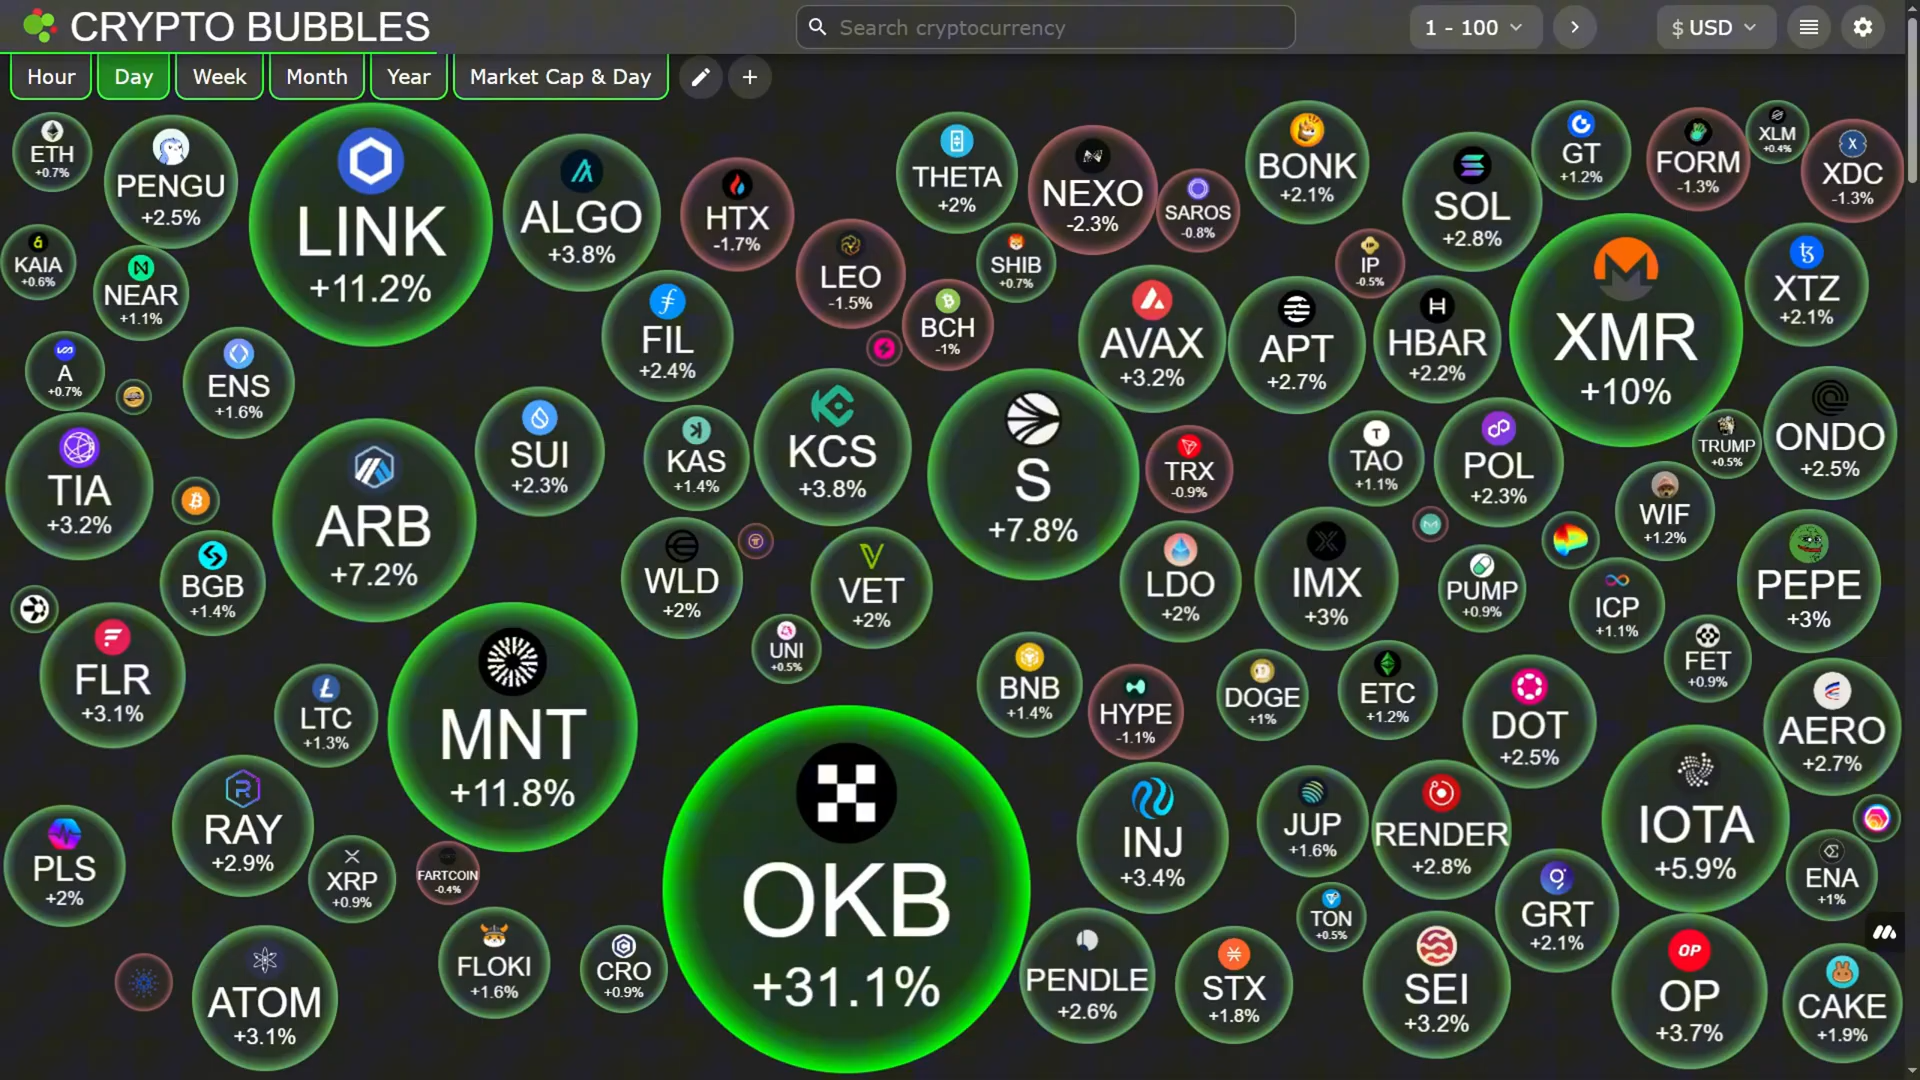 CRYPTO BUBBLES
Search cryptocurrency
1 - 100
$ USD
Hour
Day
Week
Month
Year
Market Cap & Day
ETH
+0.7%
PENGU
+2.5%
LINK
+11.2%
ALGO
+3.8%
HTX
-1.7%
LEO
-1.5%
THETA
+2%
NEXO
-2.3%
SAROS
-0.8%
BONK
+2.1%
SOL
+2.8%
GT
+1.2%
FORM
-1.3%
XLM
+0.4%
XDC
-1.3%
KAIA
+0.6%
NEAR
+1.1%
FIL
+2.4%
SHIB
+0.7%
BCH
-1%
AVAX
+3.2%
APT
+2.7%
IP
-0.5%
HBAR
+2.2%
XMR
+10%
XTZ
+2.1%
A
+0.7%
ENS
+1.6%
TIA
+3.2%
ARB
+7.2%
SUI
+2.3%
KAS
+1.4%
KCS
+3.8%
S
+7.8%
TRX
-0.9%
TAO
+1.1%
POL
+2.3%
TRUMP
+0.5%
ONDO
+2.5%
WIF
+1.2%
BGB
+1.4%
WLD
+2%
VET
+2%
LDO
+2%
IMX
+3%
PUMP
+0.9%
ICP
+1.1%
PEPE
+3%
FLR
+3.1%
LTC
+1.3%
MNT
+11.8%
UNI
+0.5%
BNB
+1.4%
HYPE
-1.1%
DOGE
+1%
ETC
+1.2%
DOT
+2.5%
FET
+0.9%
AERO
+2.7%
PLS
+2%
RAY
+2.9%
XRP
+0.9%
FARTCOIN
-0.4%
OKB
+31.1%
INJ
+3.4%
JUP
+1.6%
RENDER
+2.8%
IOTA
+5.9%
ENA
+1%
ATOM
+3.1%
FLOKI
+1.6%
CRO
+0.9%
PENDLE
+2.6%
STX
+1.8%
TON
+0.5%
SEI
+3.2%
GRT
+2.1%
OP
OP
+3.7%
CAKE
+1.9%